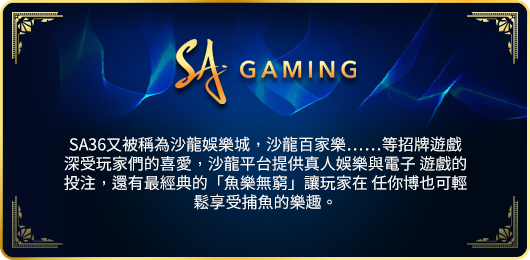 SA GAMING
SA36又被稱為沙龍娛樂城，沙龍百家樂……等招牌遊戲
深受玩家們的喜愛，沙龍平台提供真人娛樂與電子 遊戲的
投注，還有最經典的「魚樂無窮」讓玩家在 任你博也可輕
鬆享受捕魚的樂趣。